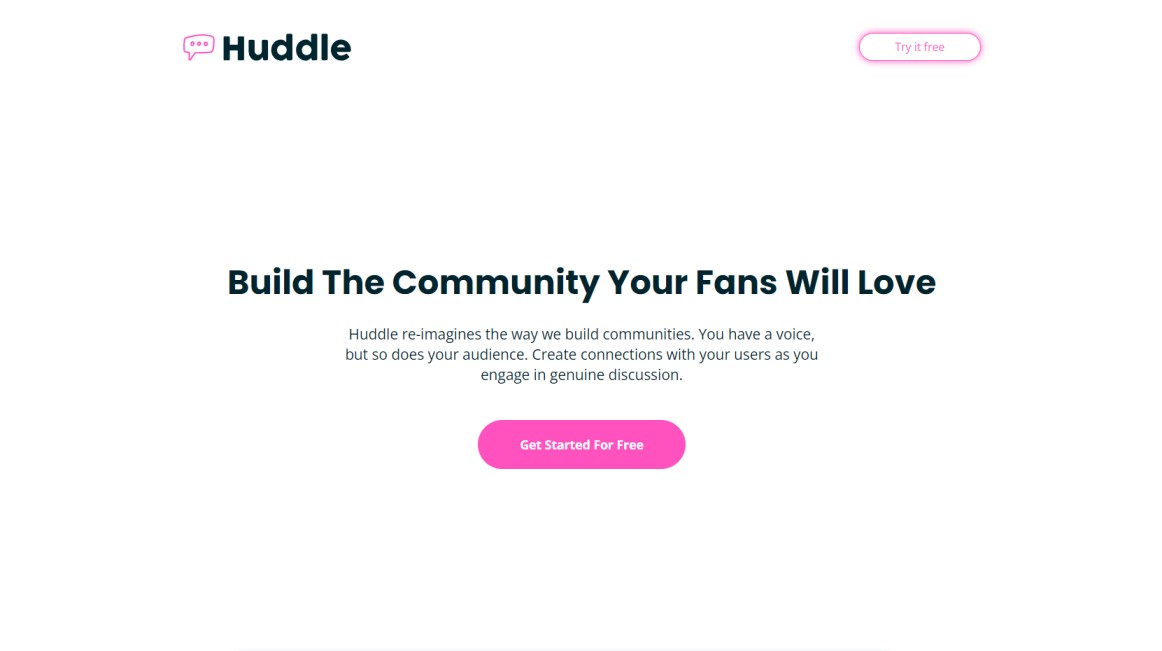 Huddle
Try it free
Build The Community Your Fans Will Love
Huddle re-imagines the way we build communities. You have a voice,
but so does your audience. Create connections with your users as you
engage in genuine discussion.
Get Started For Free